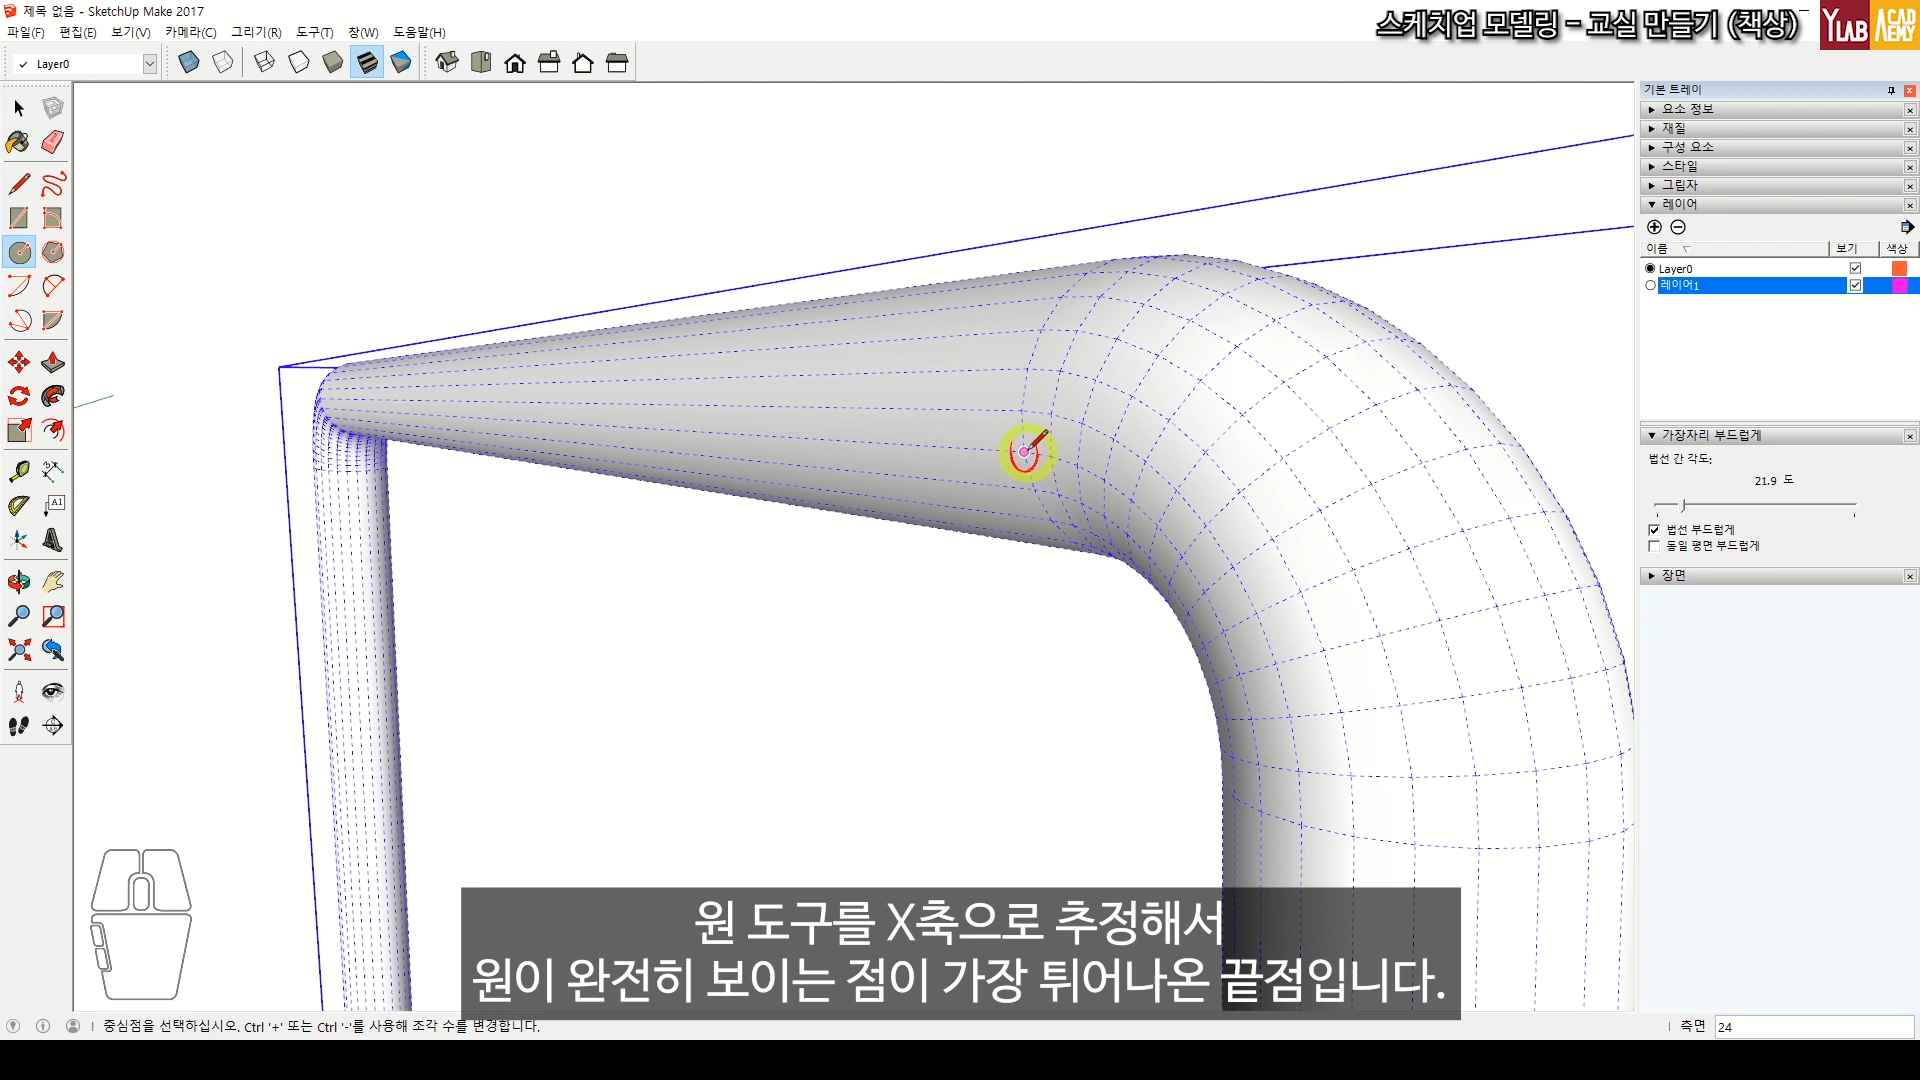 제목 없음 - SketchUp Make 2017
파일(F) 편집(E) 보기(V) 카메라(C) 그리기(R) 도구(T) 창(W) 도움말(H)
스케치업 모델링 - 교실 만들기 (책상)
YLAB ACADEMY
Layer0
기본 트레이
요소 정보
재질
구성 요소
스타일
그림자
레이어
이름 보기 색상
Layer0
레이어1
가장자리 부드럽게
법선 간 각도:
21.9 도
법선 부드럽게
동일 평면 부드럽게
장면
A1
원 도구를 X축으로 추정해서
원이 완전히 보이는 점이 가장 튀어나온 끝점입니다.
중심점을 선택하십시오. Ctrl '+' 또는 Ctrl '-'를 사용해 조각 수를 변경합니다.
측면 24